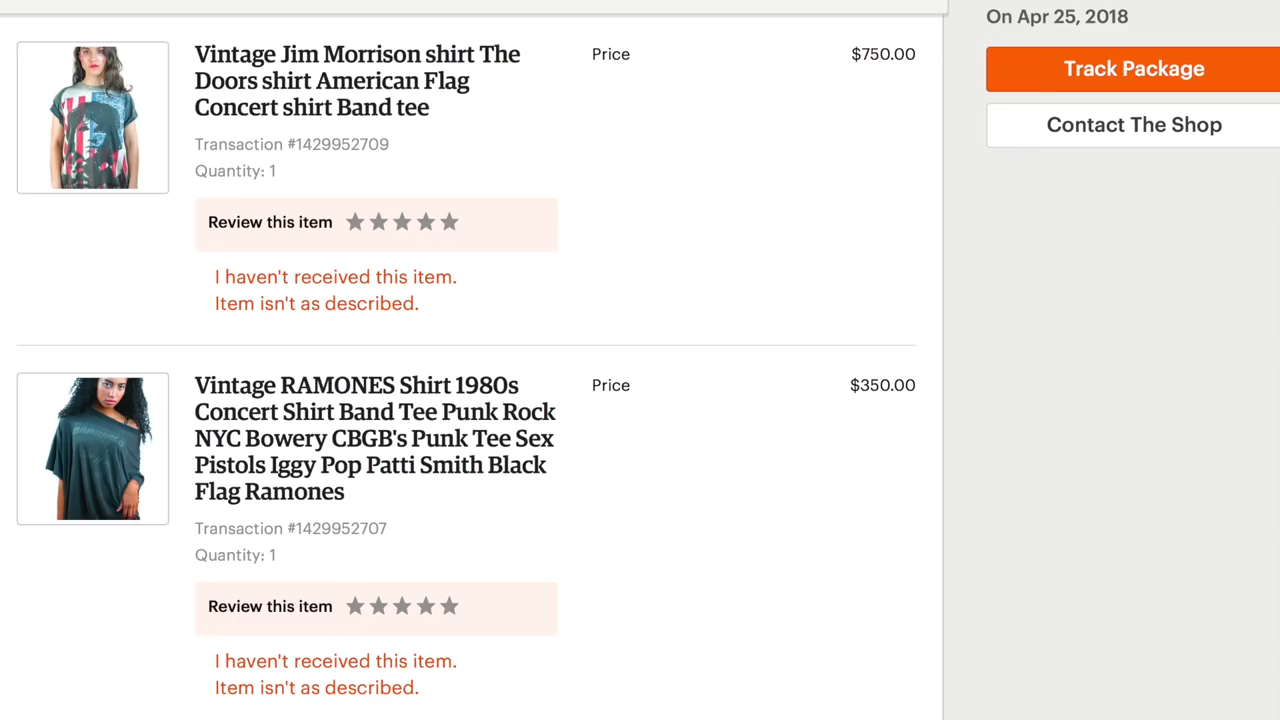 On Apr 25, 2018
Track Package
Contact The Shop
Vintage Jim Morrison shirt The
Doors shirt American Flag
Concert shirt Band tee
Transaction #1429952709
Quantity: 1
Price
$750.00
Review this item
I haven't received this item.
Item isn't as described.
Vintage RAMONES Shirt 1980s
Concert Shirt Band Tee Punk Rock
NYC Bowery CBGB's Punk Tee Sex
Pistols Iggy Pop Patti Smith Black
Flag Ramones
Transaction #1429952707
Quantity: 1
Price
$350.00
Review this item
I haven't received this item.
Item isn't as described.